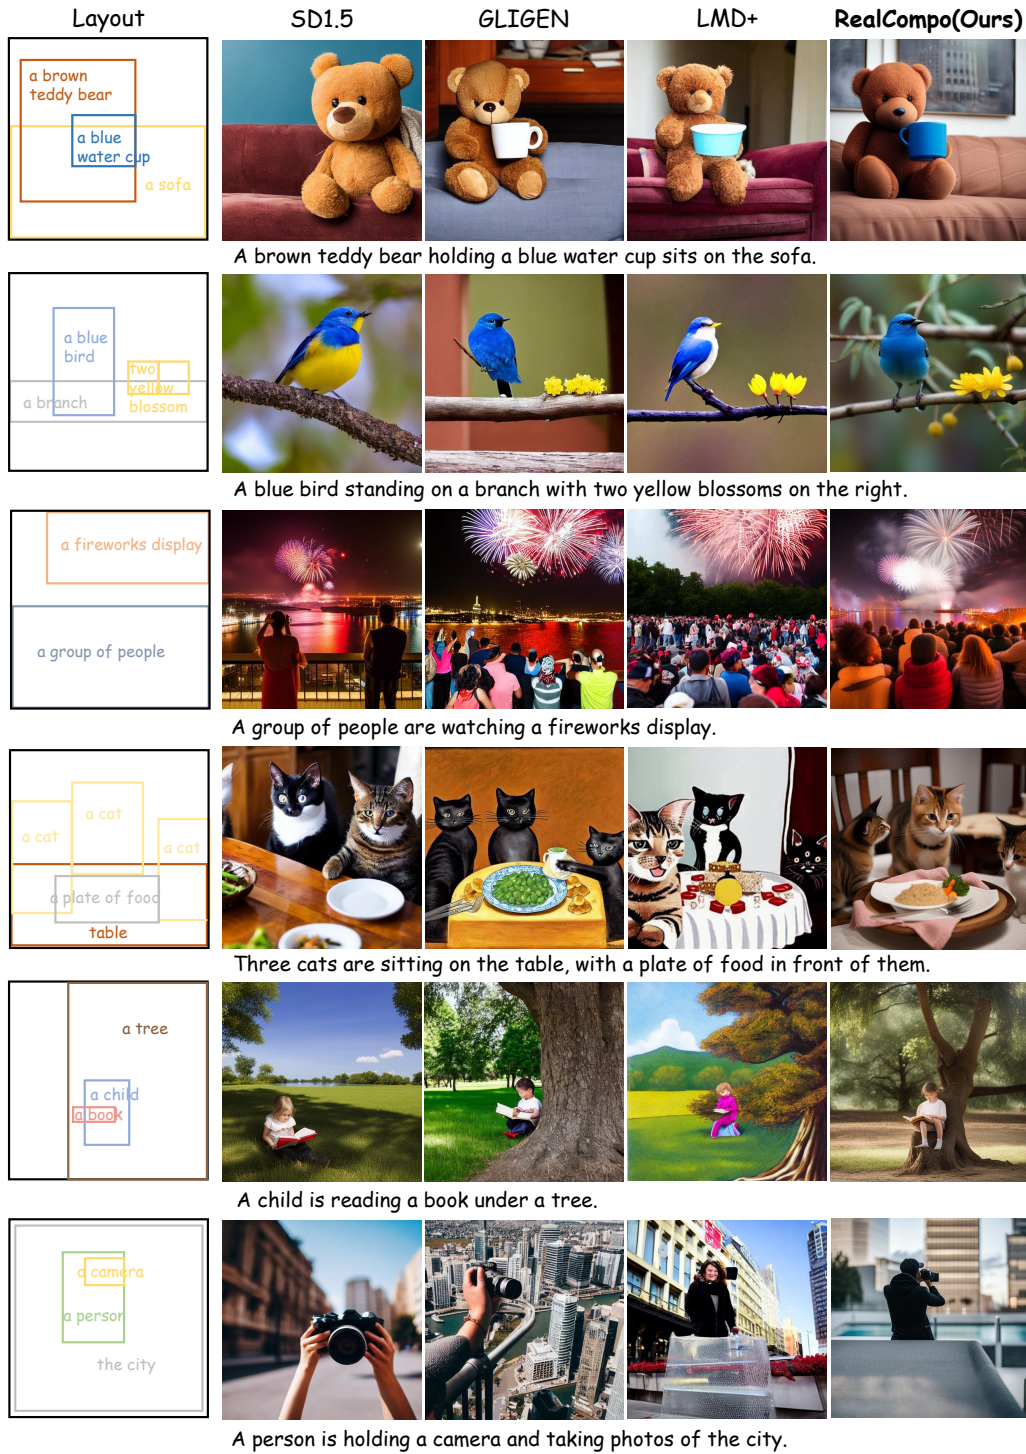 Layout
SD1.5
GLIGEN
LMD+
RealCompo(Ours)
a brown
teddy bear
a blue
water cup
a sofa
A brown teddy bear holding a blue water cup sits on the sofa.
a blue
bird
two
yellow
blossom
a branch
A blue bird standing on a branch with two yellow blossoms on the right.
a fireworks display
a group of people
A group of people are watching a fireworks display.
a cat
a cat
a cat
a plate of food
table
Three cats are sitting on the table, with a plate of food in front of them.
a tree
a child
a book
A child is reading a book under a tree.
a camera
a person
the city
A person is holding a camera and taking photos of the city.